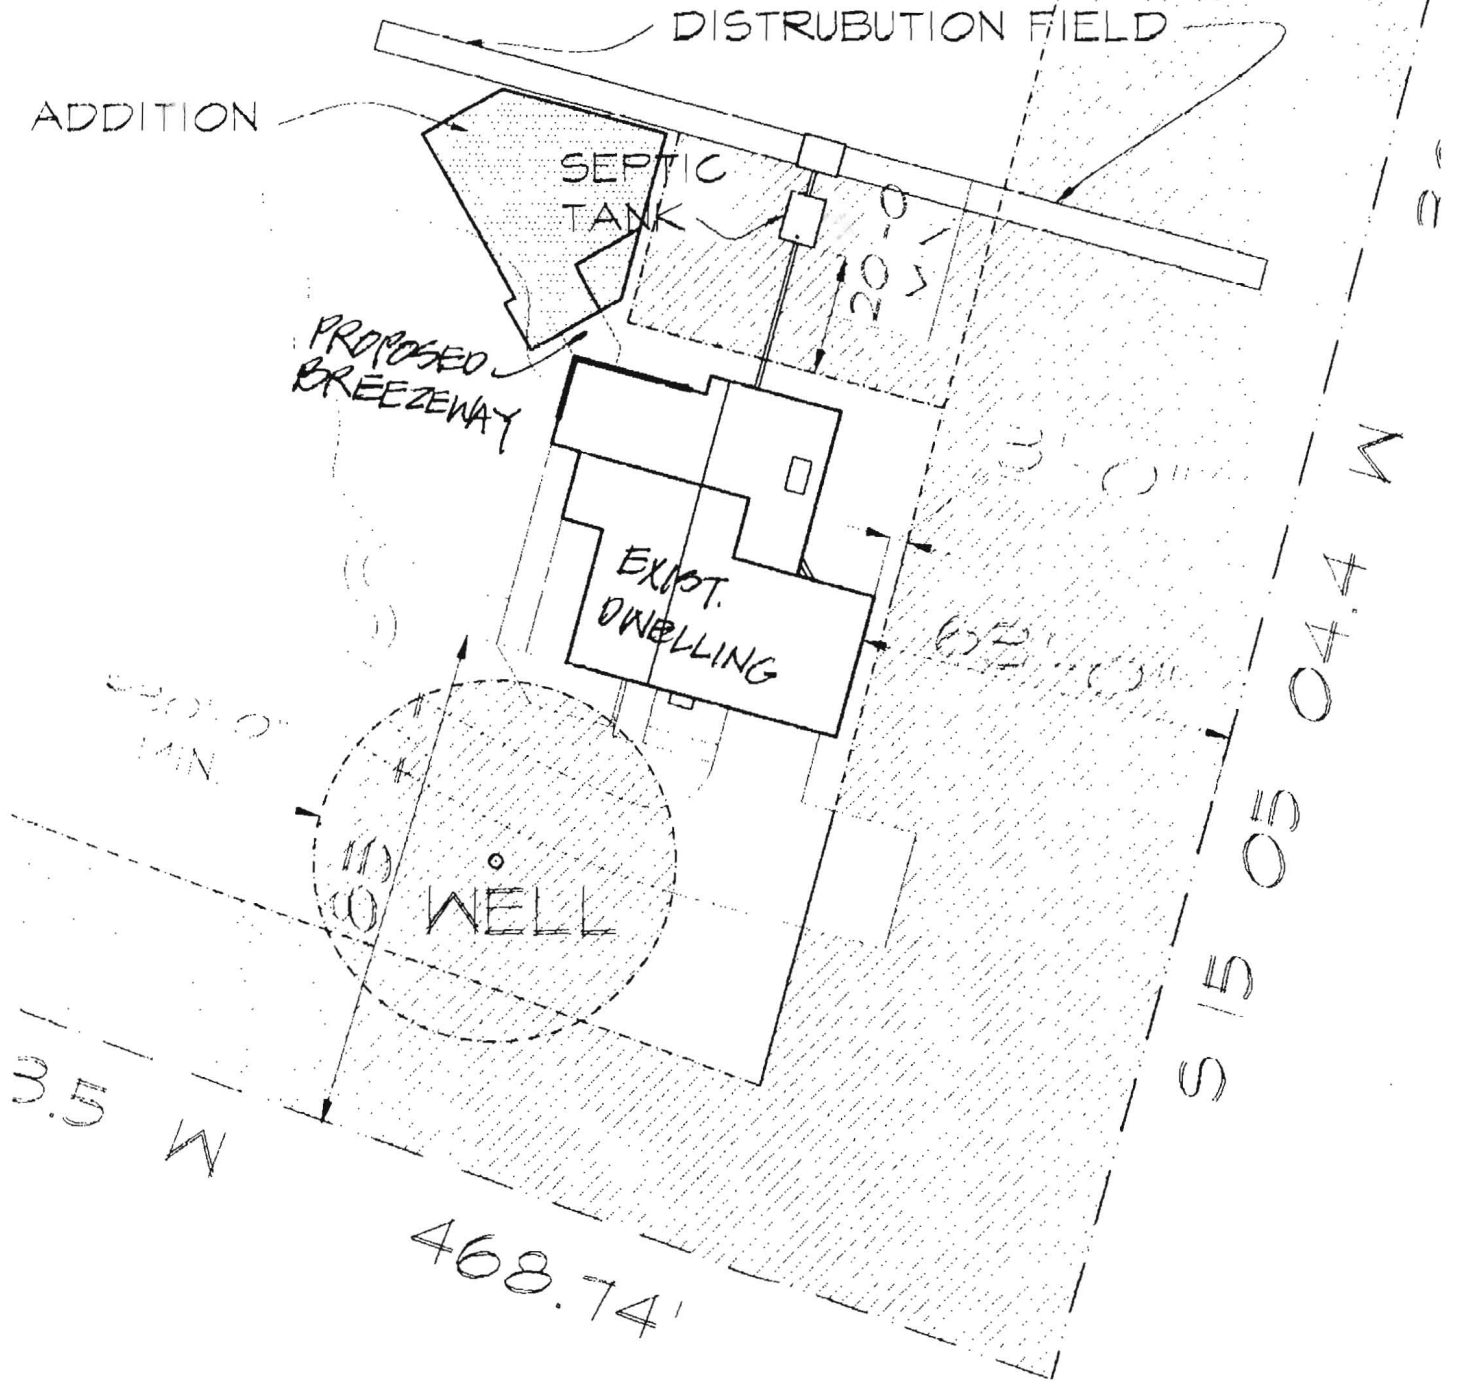 DISTRUBUTION FIELD
ADDITION
SEPTIC
TANK
20-0
PROPOSED
BREEZEWAY
EXIST.
DWELLING
MIN.
WELL
S 15 05 04.4 W
3.5 W
468.74'